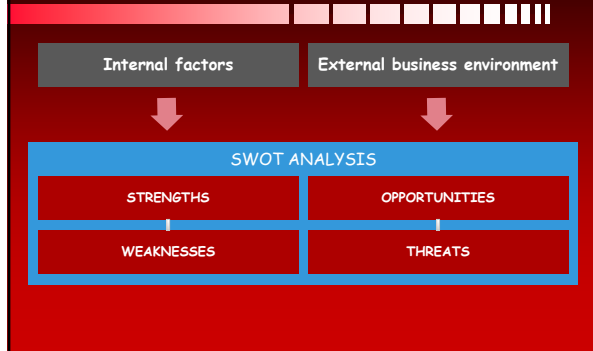 Internal factors
External business environment
SWOT ANALYSIS
STRENGTHS
OPPORTUNITIES
WEAKNESSES
THREATS